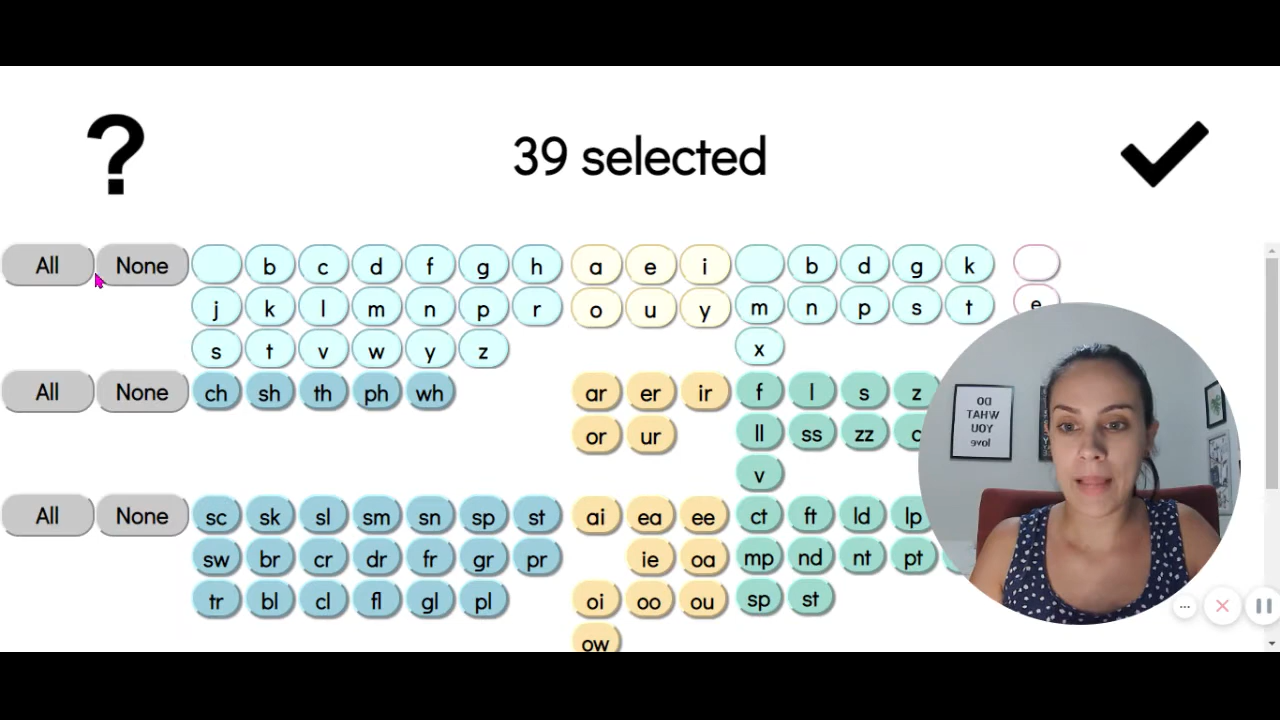 ?
39 selected
All None b c d f g h a e i b d g k
j k l m n p r o u y m n p s t e
s t v w y z x
All None ch sh th ph wh ar er ir f l s z
or ur ll ss zz c
v
All None sc sk sl sm sn sp st ai ea ee ct ft ld lp
sw br cr dr fr gr pr ie oa mp nd nt pt
tr bl cl fl gl pl oi oo ou sp st
ow
DO
WHAT
YOU
love